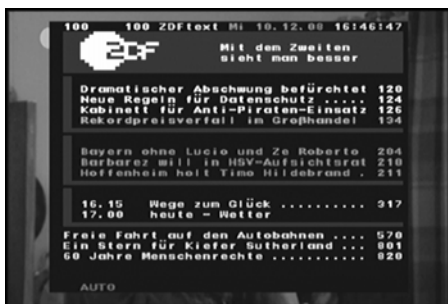 100 100 ZDFtext Mi 10.12.08 16:46:47
ZDF
Mit dem Zweiten
sieht man besser
Dramatischer Abschwung befürchtet 120
Neue Regeln für Datenschutz ..... 124
Kabinett für Anti-Piraten-Einsatz 126
Rekordpreisverfall im Großhandel 134
Bayern ohne Lucio und Ze Roberto 204
Barbarez will in HSV-Aufsichtsrat 210
Hoffenheim holt Timo Hildebrand . 211
16.15 Wege zum Glück .......... 317
17.00 heute - Wetter
Freie Fahrt auf den Autobahnen .... 570
Ein Stern für Kiefer Sutherland ... 801
60 Jahre Menschenrechte ........... 820
AUTO